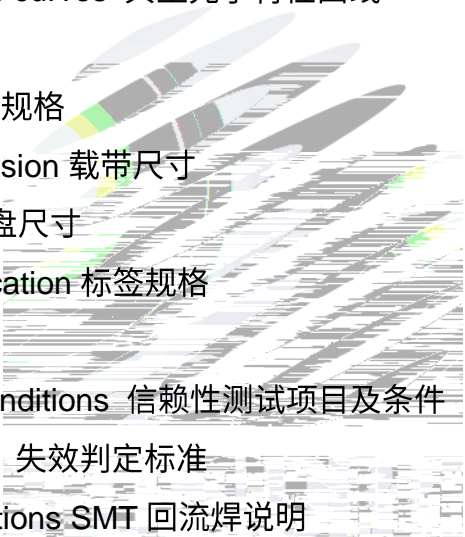 curves 典型光学特性曲线
规格
sion 载带尺寸
盘尺寸
cation 标签规格
nditions 信赖性测试项目及条件
失效判定标准
tions SMT 回流焊说明